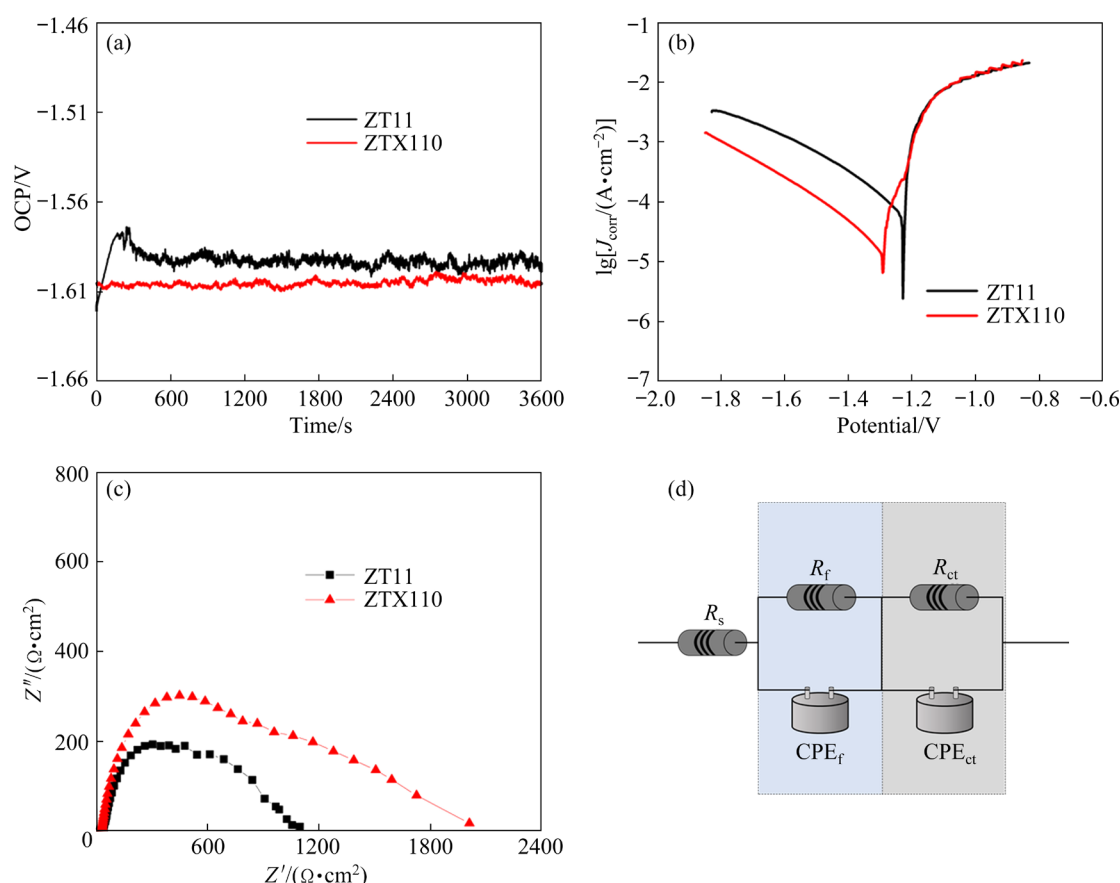 (a)
−1.46
−1.51
−1.56
−1.61
−1.66
OCP/V
ZT11
ZTX110
0 600 1200 1800 2400 3000 3600
Time/s
(b)
−1
−2
−3
−4
−5
−6
−7
lg[Jcorr/(A•cm−2)]
ZT11
ZTX110
−2.0 −1.8 −1.6 −1.4 −1.2 −1.0 −0.8 −0.6
Potential/V
(c)
800
600
400
200
0
Z″/(Ω•cm2)
ZT11
ZTX110
600 1200 1800 2400
Z′/(Ω•cm2)
(d)
Rf Rct
Rs
CPEf CPEct